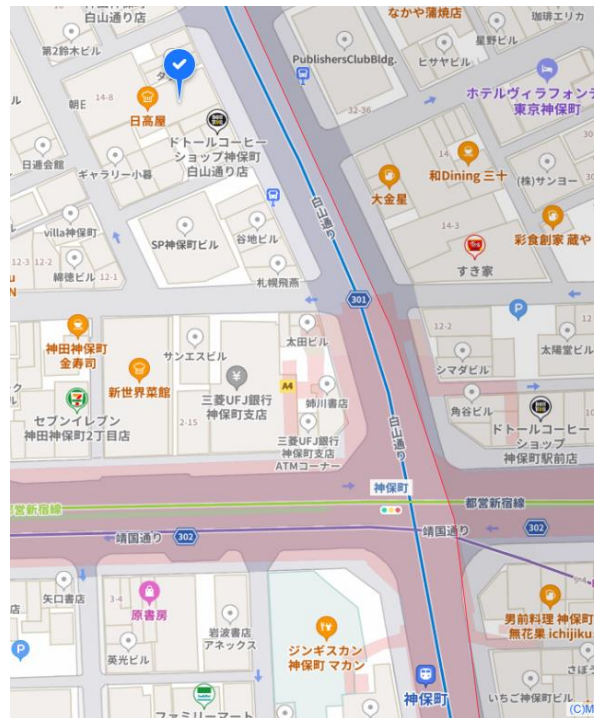 白山通り店
第2鈴木ビル
なかや蒲焼店
珈琲エリカ
星野ビル
PublishersClubBldg.
ヒサヤビル
ホテルヴィラフォンテ
東京神保町
朝E
14-8
日高屋
32-36
ドトールコーヒー
ショップ神保町
白山通り店
日通会館
ギャラリー小暮
14
和Dining 三十
(株)サンヨー
大金星
白山通り
villa神保町
SP神保町ビル
谷地ビル
14-3
彩食創家 蔵や
すき家
12-3
12-2
綿徳ビル
12-1
札幌飛燕
301
P
太田ビル
12-2
12
神田神保町
金寿司
サンエスビル
シマダビル
太陽堂ビル
新世界菜館
三菱UFJ銀行
神保町支店
A4
姉川書店
白山通り
角谷ビル
セブンイレブン
神田神保町2丁目店
2-15
三菱UFJ銀行
神保町支店
ATMコーナー
ドトールコーヒー
ショップ
神保町駅前店
神保町
営新宿線
都営新宿線
靖国通り
302
靖国通り
302
矢口書店
3-4
原書房
岩波書店
アネックス
男前料理 神保町
無花果 ichijiku
P
英光ビル
ジンギスカン
神保町 マカン
神保町
さぼう
いちご神保町ビル
ファミリーマート
(C)M